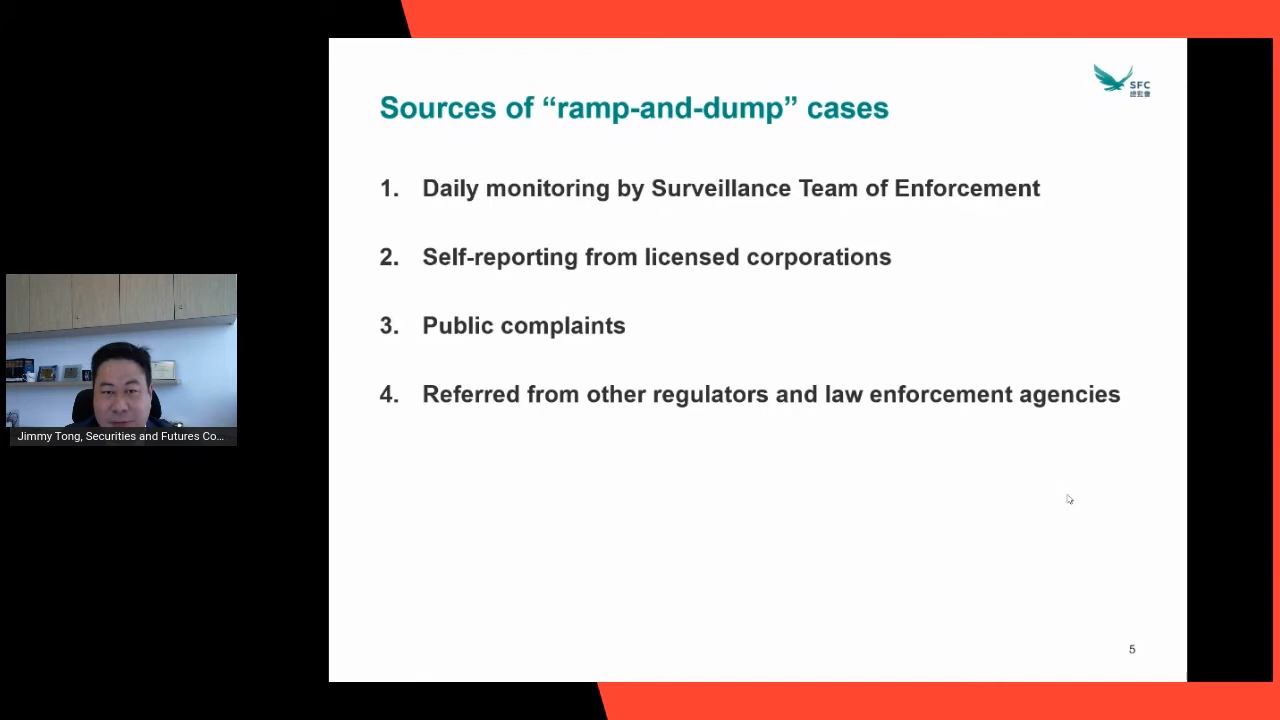 SFC
證監會
Sources of “ramp-and-dump” cases
1. Daily monitoring by Surveillance Team of Enforcement
2. Self-reporting from licensed corporations
3. Public complaints
4. Referred from other regulators and law enforcement agencies
Jimmy Tong, Securities and Futures Co...
5